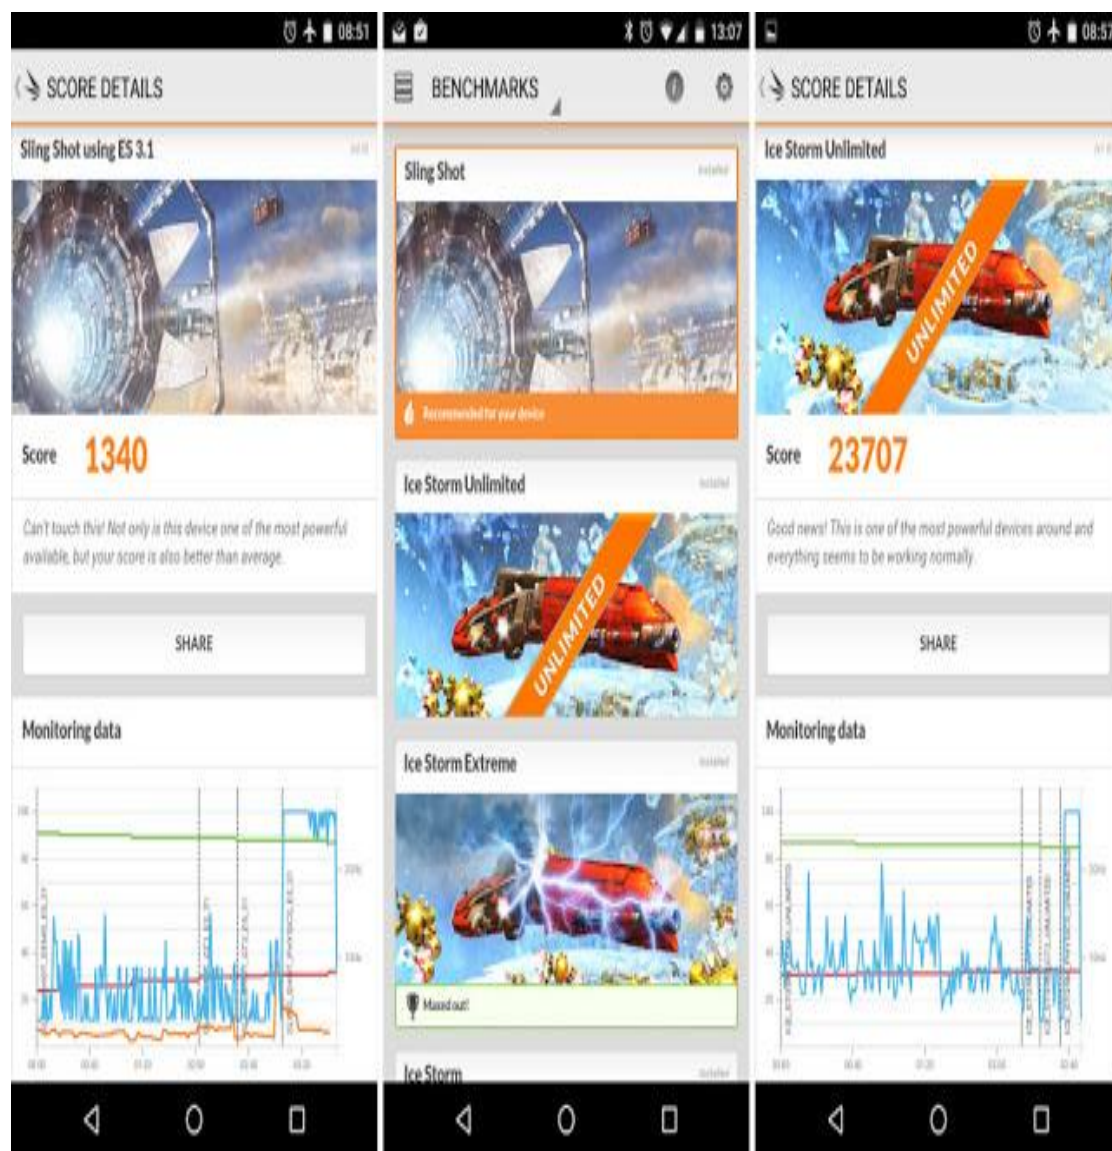 08:51
SCORE DETAILS
Sling Shot using ES 3.1
Score 1340
Can't touch this! Not only is this device one of the most powerful
available, but your score is also better than average.
SHARE
Monitoring data
13:07
BENCHMARKS
Sling Shot
Installed
Recommended for your device
Ice Storm Unlimited
Installed
UNLIMITED
Ice Storm Extreme
Installed
Maxed out!
Ice Storm
Installed
08:57
SCORE DETAILS
Ice Storm Unlimited
UNLIMITED
Score 23707
Good news! This is one of the most powerful devices around and
everything seems to be working normally.
SHARE
Monitoring data